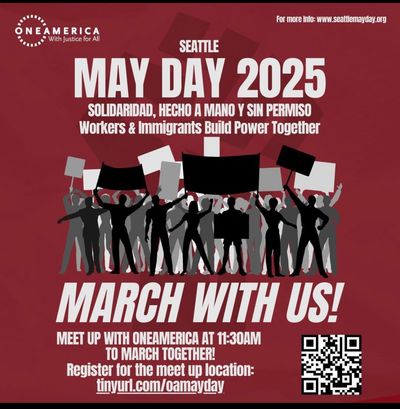 ONEAMERICA
With Justice for All
For more Info: www.seattlemayday.org
SEATTLE
MAY DAY 2025
SOLIDARIDAD, HECHO A MANO Y SIN PERMISO
Workers & Immigrants Build Power Together
MARCH WITH US!
MEET UP WITH ONEAMERICA AT 11:30AM
TO MARCH TOGETHER!
Register for the meet up location:
tinyurl.com/oamayday